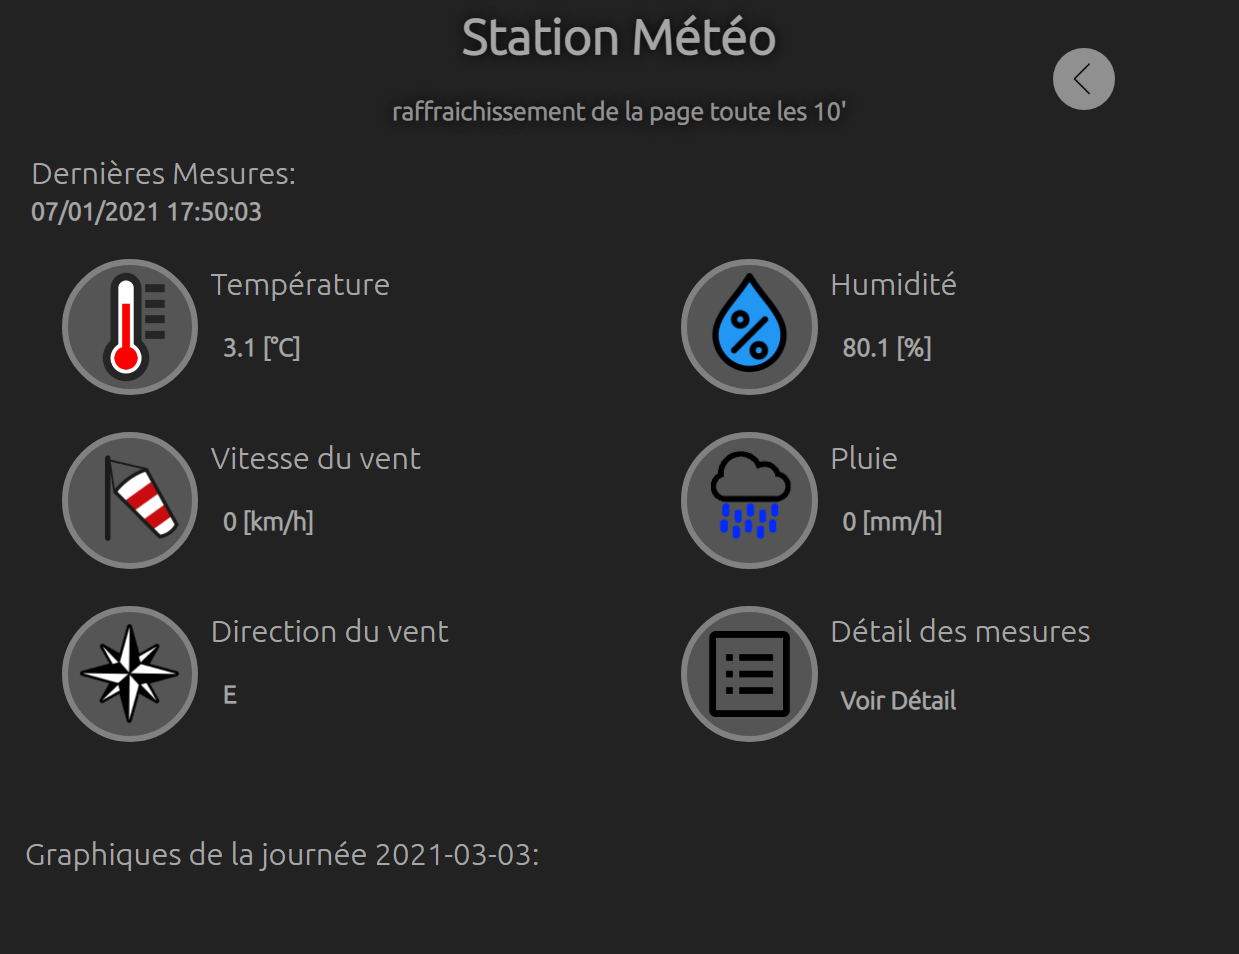 Station Météo
raffraichissement de la page toute les 10'
Dernières Mesures:
07/01/2021 17:50:03
Température
3.1 [°C]
Humidité
80.1 [%]
Vitesse du vent
0 [km/h]
Pluie
0 [mm/h]
Direction du vent
E
Détail des mesures
Voir Détail
Graphiques de la journée 2021-03-03: